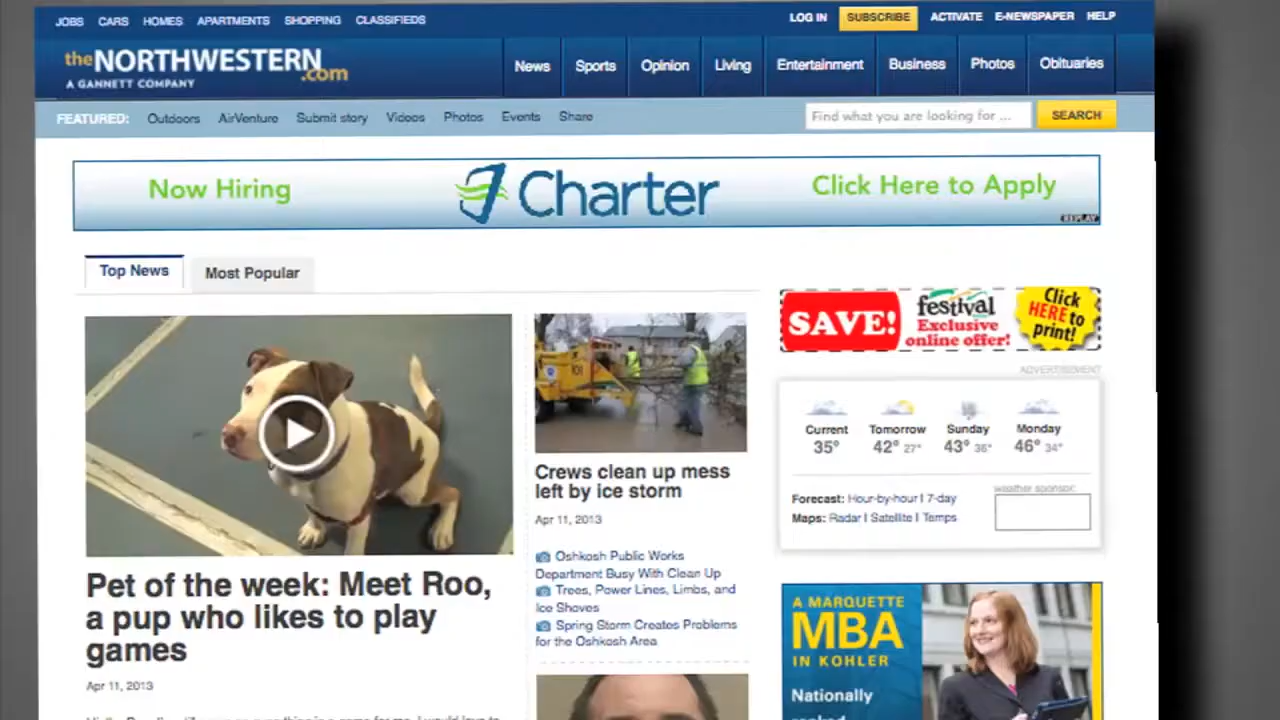 JOBS CARS HOMES APARTMENTS SHOPPING CLASSIFIEDS
LOG IN SUBSCRIBE ACTIVATE E-NEWSPAPER HELP
theNORTHWESTERN.com
A GANNETT COMPANY
News Sports Opinion Living Entertainment Business Photos Obituaries
FEATURED: Outdoors AirVenture Submit story Videos Photos Events Share
Find what you are looking for ...
SEARCH
Now Hiring
Charter
Click Here to Apply
REPLAY
Top News
Most Popular
Pet of the week: Meet Roo,
a pup who likes to play
games
Apr 11, 2013
Crews clean up mess
left by ice storm
Apr 11, 2013
Oshkosh Public Works
Department Busy With Clean Up
Trees, Power Lines, Limbs, and
Ice Shoves
Spring Storm Creates Problems
for the Oshkosh Area
SAVE!
festival
Exclusive
online offer!
Click
HERE to
print!
ADVERTISEMENT
Current Tomorrow Sunday Monday
35° 42° 27° 43° 36° 46° 34°
Forecast: Hour-by-hour | 7-day
Maps: Radar | Satellite | Temps
weather sponsor:
A MARQUETTE
MBA
IN KOHLER
Nationally
ranked